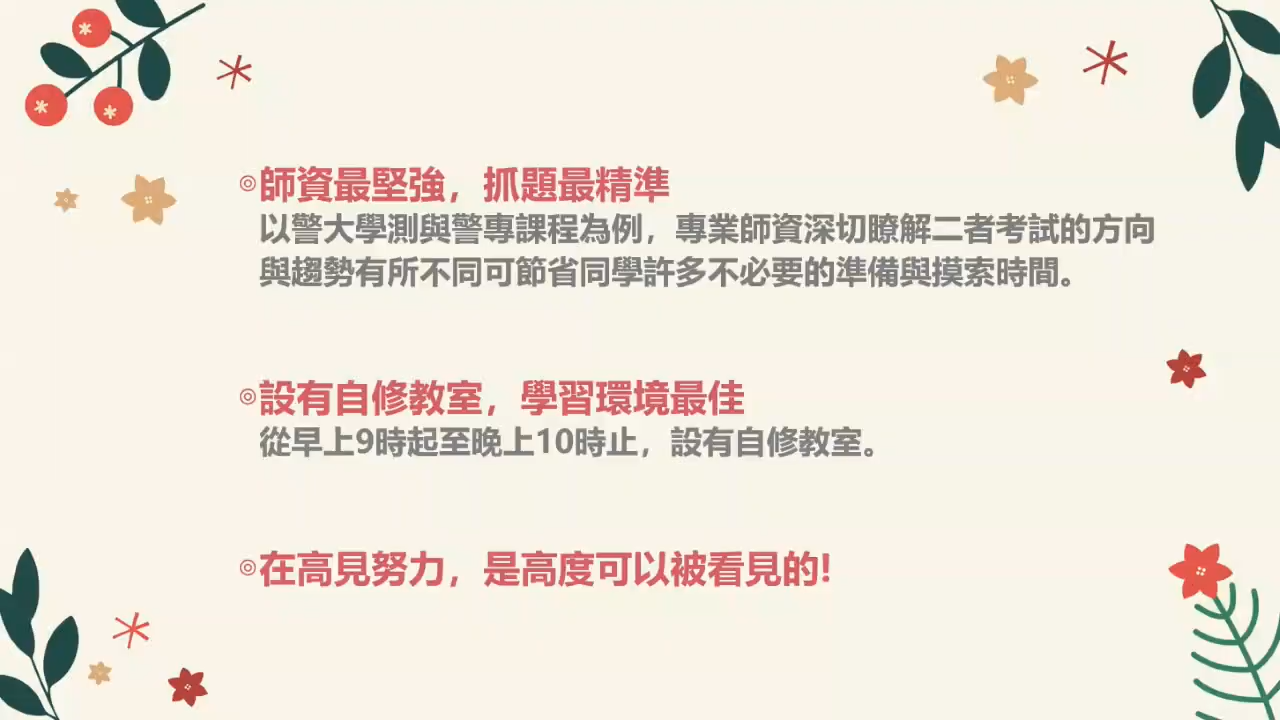 ◎師資最堅強，抓題最精準
以警大學測與警專課程為例，專業師資深切瞭解二者考試的方向
與趨勢有所不同可節省同學許多不必要的準備與摸索時間。
◎設有自修教室，學習環境最佳
從早上9時起至晚上10時止，設有自修教室。
◎在高見努力，是高度可以被看見的!